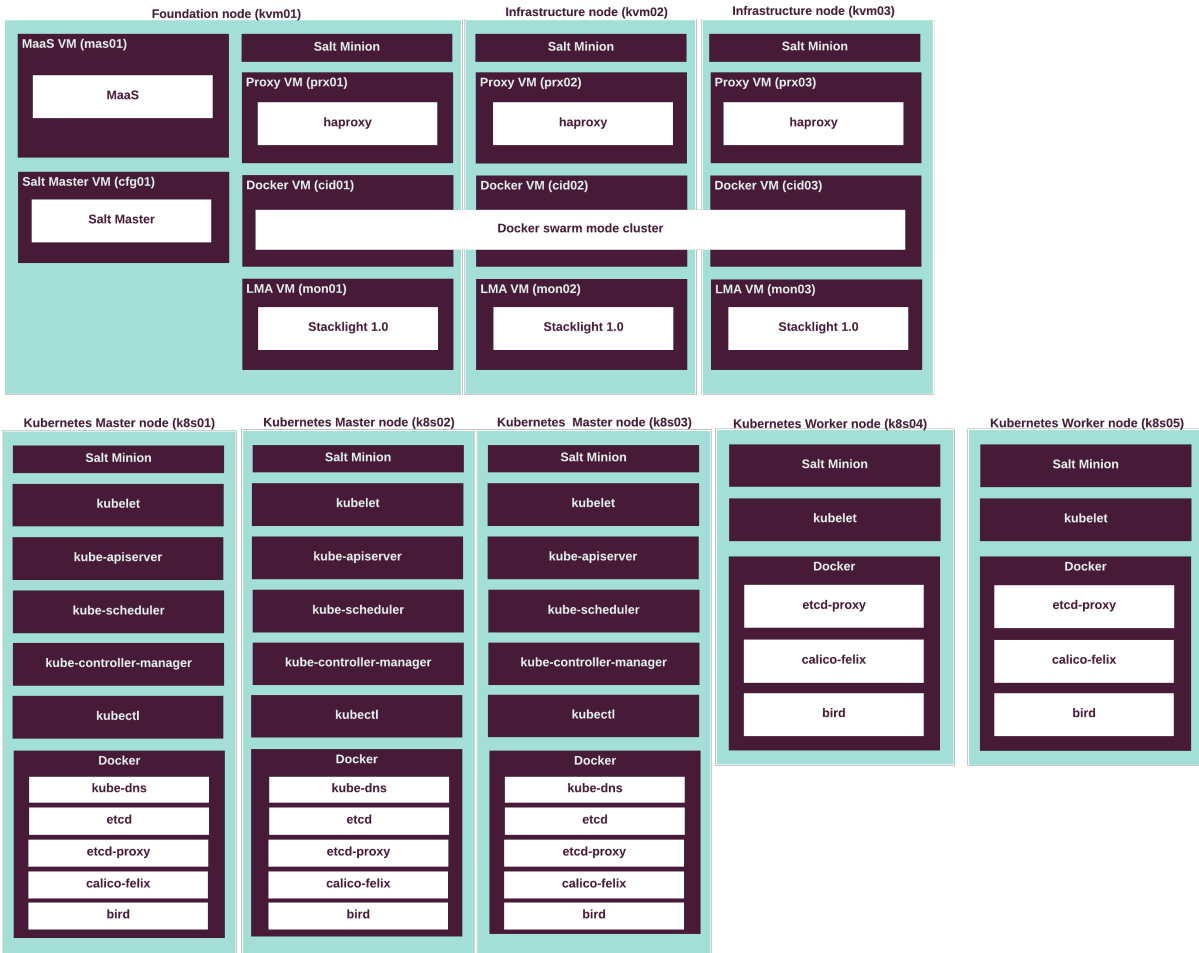 Foundation node (kvm01)
Infrastructure node (kvm02)
Infrastructure node (kvm03)
MaaS VM (mas01)
MaaS
Salt Master VM (cfg01)
Salt Master
Salt Minion
Proxy VM (prx01)
haproxy
Docker VM (cid01)
LMA VM (mon01)
Stacklight 1.0
Salt Minion
Proxy VM (prx02)
haproxy
Docker VM (cid02)
Docker swarm mode cluster
LMA VM (mon02)
Stacklight 1.0
Salt Minion
Proxy VM (prx03)
haproxy
Docker VM (cid03)
LMA VM (mon03)
Stacklight 1.0
Kubernetes Master node (k8s01)
Salt Minion
kubelet
kube-apiserver
kube-scheduler
kube-controller-manager
kubectl
Docker
kube-dns
etcd
etcd-proxy
calico-felix
bird
Kubernetes Master node (k8s02)
Salt Minion
kubelet
kube-apiserver
kube-scheduler
kube-controller-manager
kubectl
Docker
kube-dns
etcd
etcd-proxy
calico-felix
bird
Kubernetes  Master node (k8s03)
Salt Minion
kubelet
kube-apiserver
kube-scheduler
kube-controller-manager
kubectl
Docker
kube-dns
etcd
etcd-proxy
calico-felix
bird
Kubernetes Worker node (k8s04)
Salt Minion
kubelet
Docker
etcd-proxy
calico-felix
bird
Kubernetes Worker node (k8s05)
Salt Minion
kubelet
Docker
etcd-proxy
calico-felix
bird